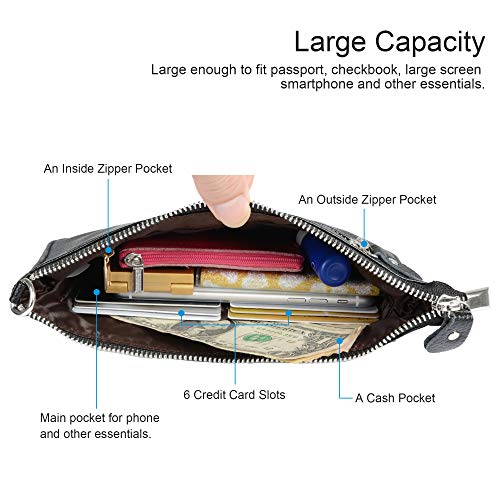 Large Capacity
Large enough to fit passport, checkbook, large screen
smartphone and other essentials.
An Inside Zipper Pocket
An Outside Zipper Pocket
6 Credit Card Slots
A Cash Pocket
Main pocket for phone
and other essentials.